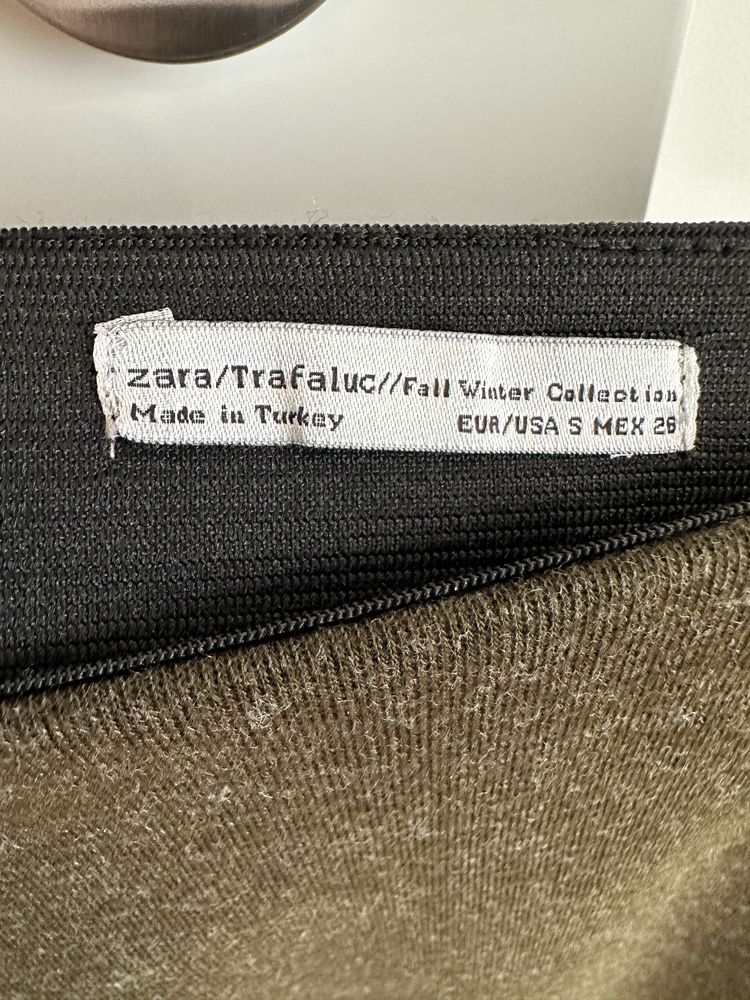 zara/Trafaluc//Fall Winter Collection
Made in Turkey EUR/USA S MEX 26